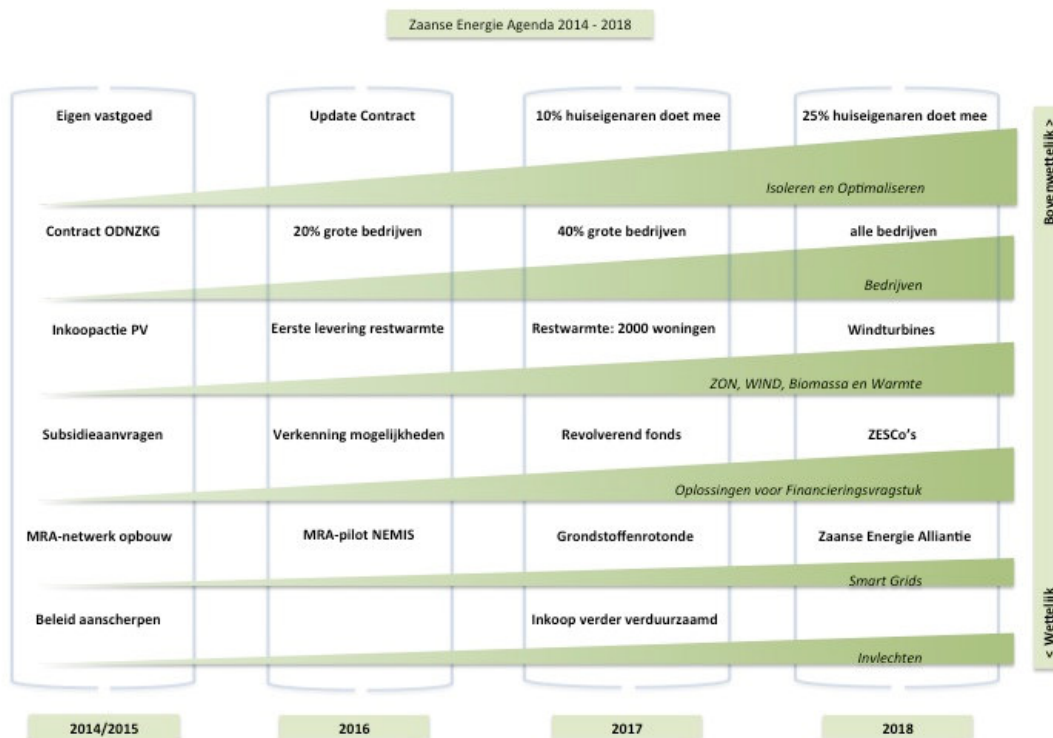 Zaanse Energie Agenda 2014 - 2018
Eigen vastgoed
Update Contract
10% huiseigenaren doet mee
25% huiseigenaren doet mee
Bovenwettelijk >
Isoleren en Optimaliseren
Contract ODNZKG
20% grote bedrijven
40% grote bedrijven
alle bedrijven
Bedrijven
Inkoopactie PV
Eerste levering restwarmte
Restwarmte: 2000 woningen
Windturbines
ZON, WIND, Biomassa en Warmte
Subsidieaanvragen
Verkenning mogelijkheden
Revolverend fonds
ZESCo's
Oplossingen voor Financieringsvragstuk
MRA-netwerk opbouw
MRA-pilot NEMIS
Grondstoffenrotonde
Zaanse Energie Alliantie
Smart Grids
Beleid aanscherpen
Inkoop verder verduurzaamd
< Wettelijk
Invlechten
2014/2015
2016
2017
2018